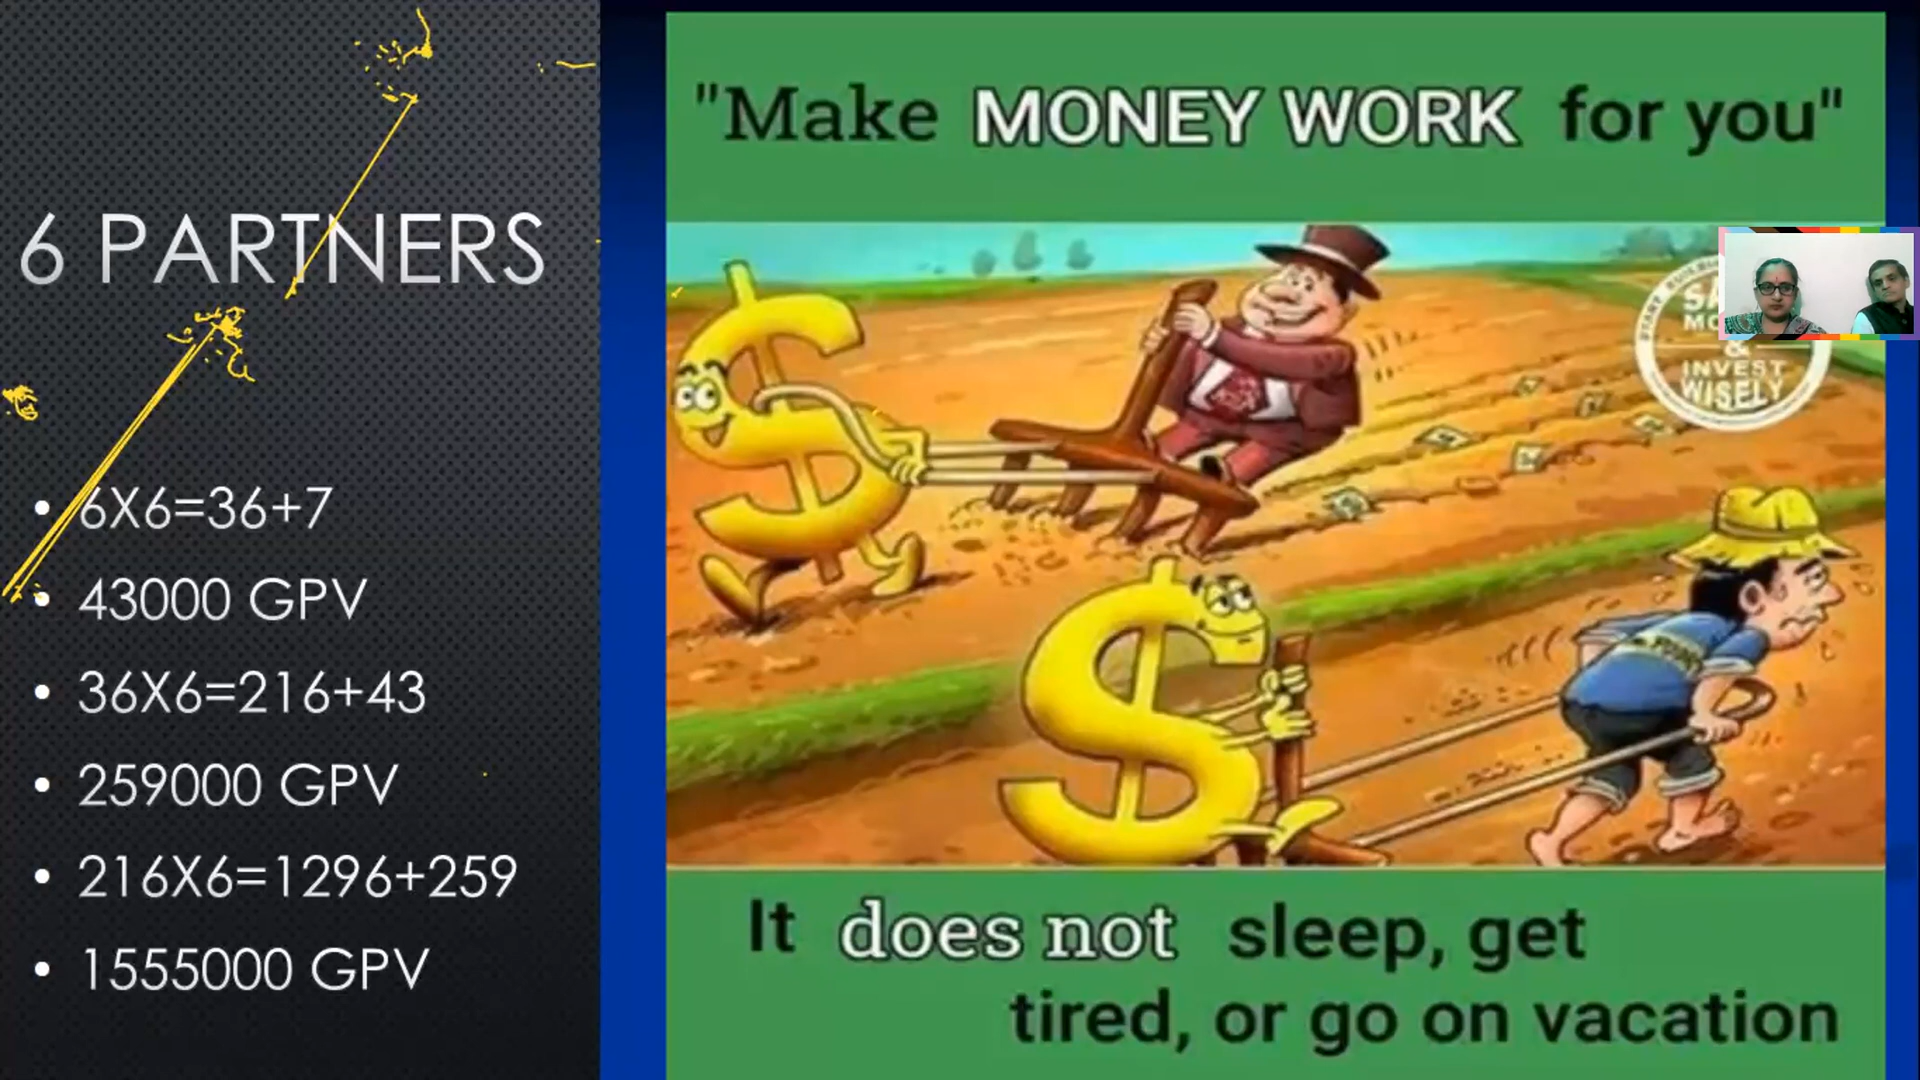 6 PARTNERS
• 6X6=36+7
• 43000 GPV
• 36X6=216+43
• 259000 GPV
• 216X6=1296+259
• 1555000 GPV
"Make MONEY WORK for you"
&
INVEST
WISELY
It does not sleep, get
tired, or go on vacation